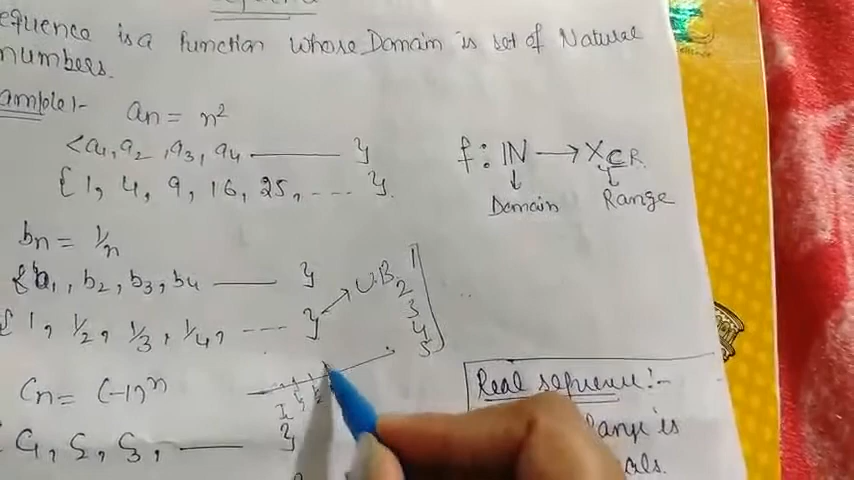 equence is a Function whose Domain is set of Natural
numbers.
ample :-
an = n²
<a1, a2, a3, a4 ——— }
{1, 4, 9, 16, 25, ---- }
f : IN → X ⊆ R
Domain Range
bn = 1/n
{b1, b2, b3, b4 ——— }
{1, 1/2, 1/3, 1/4, ---- } → U.B. 1
2
3
4
5
Cn = (-1)^n
C1, C2, C3, ——— }
Real sequence :-
Range is
als.